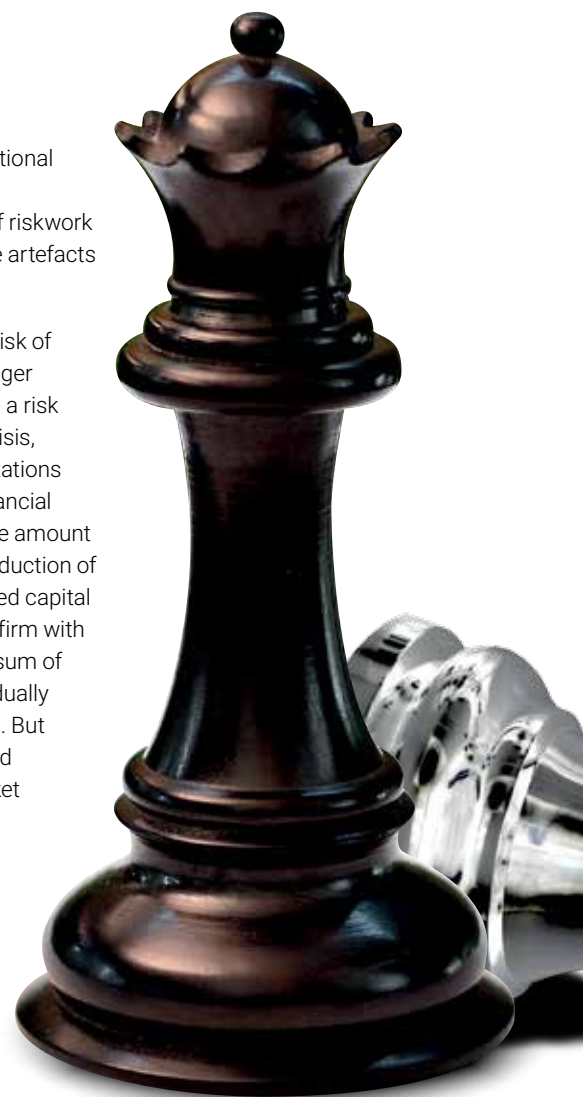 tional
f riskwork
e artefacts
isk of
ger
a risk
isis,
ations
ancial
e amount
duction of
ed capital
firm with
sum of
dually
. But
d
ket